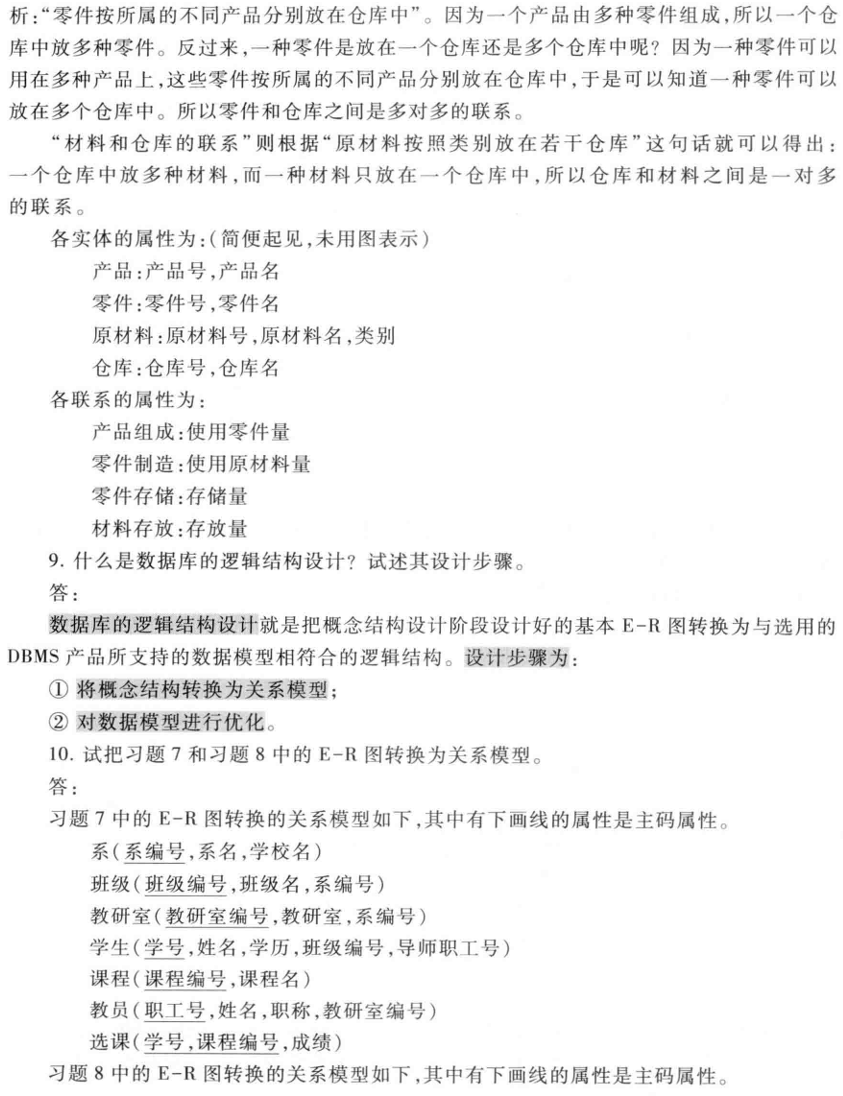 析:“零件按所属的不同产品分别放在仓库中”。因为一个产品由多种零件组成,所以一个仓
库中放多种零件。反过来,一种零件是放在一个仓库还是多个仓库中呢？因为一种零件可以
用在多种产品上,这些零件按所属的不同产品分别放在仓库中,于是可以知道一种零件可以
放在多个仓库中。所以零件和仓库之间是多对多的联系。
“材料和仓库的联系”则根据“原材料按照类别放在若干仓库”这句话就可以得出:
一个仓库中放多种材料,而一种材料只放在一个仓库中,所以仓库和材料之间是一对多
的联系。
各实体的属性为:(简便起见,未用图表示)
产品:产品号,产品名
零件:零件号,零件名
原材料:原材料号,原材料名,类别
仓库:仓库号,仓库名
各联系的属性为:
产品组成:使用零件量
零件制造:使用原材料量
零件存储:存储量
材料存放:存放量
9. 什么是数据库的逻辑结构设计？试述其设计步骤。
答:
数据库的逻辑结构设计就是把概念结构设计阶段设计好的基本 E-R 图转换为与选用的
DBMS 产品所支持的数据模型相符合的逻辑结构。设计步骤为:
① 将概念结构转换为关系模型;
② 对数据模型进行优化。
10. 试把习题 7 和习题 8 中的 E-R 图转换为关系模型。
答:
习题 7 中的 E-R 图转换的关系模型如下,其中有下画线的属性是主码属性。
系(系编号,系名,学校名)
班级(班级编号,班级名,系编号)
教研室(教研室编号,教研室,系编号)
学生(学号,姓名,学历,班级编号,导师职工号)
课程(课程编号,课程名)
教员(职工号,姓名,职称,教研室编号)
选课(学号,课程编号,成绩)
习题 8 中的 E-R 图转换的关系模型如下,其中有下画线的属性是主码属性。